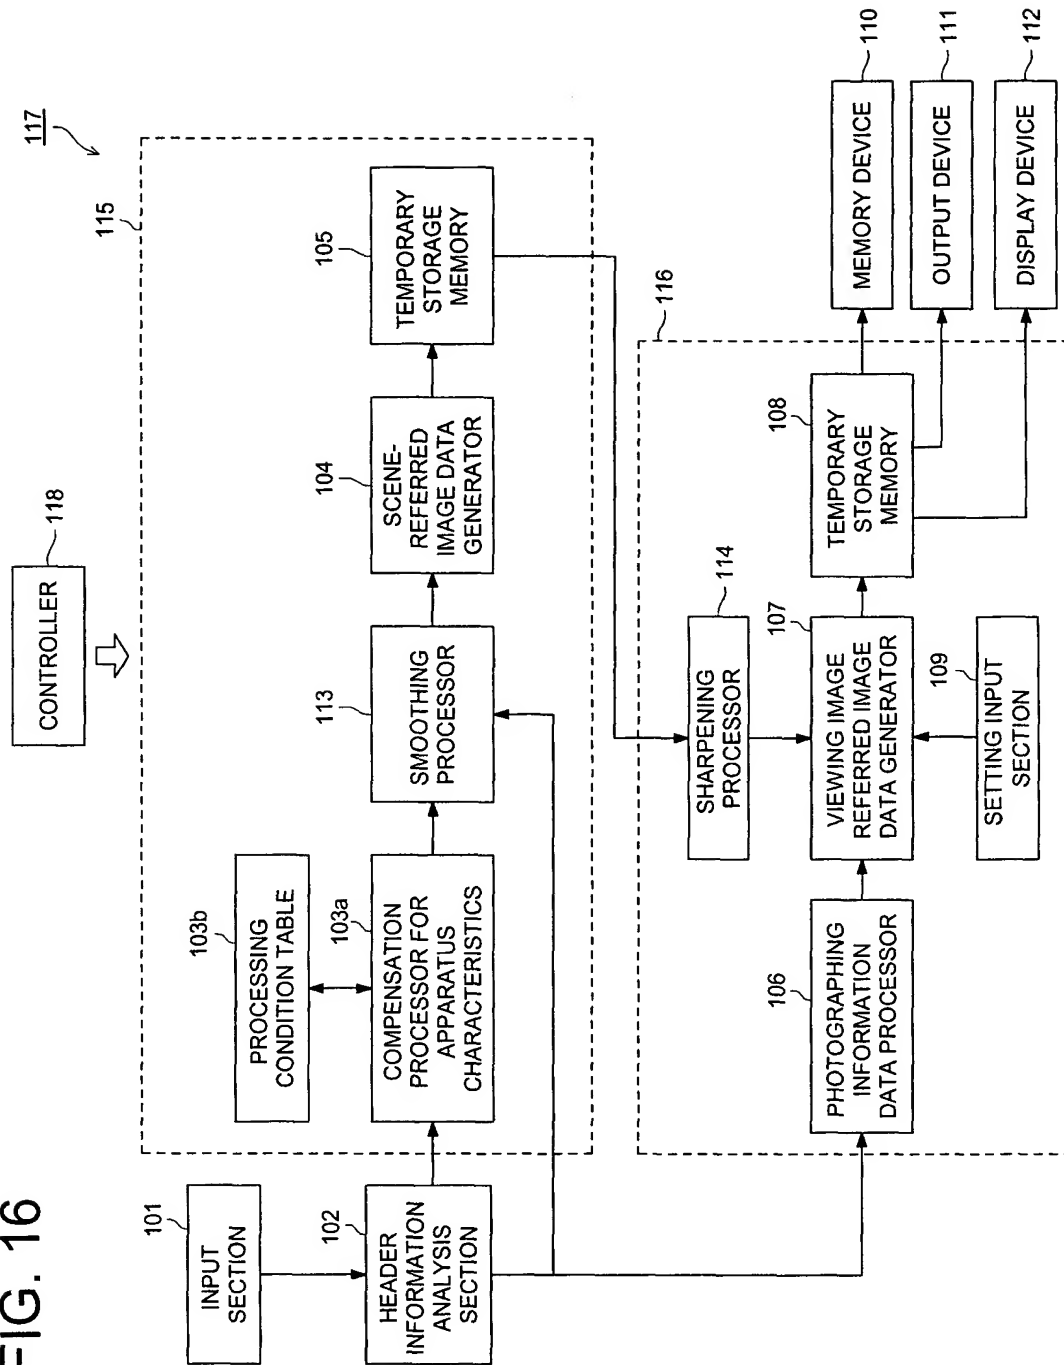 FIG. 16
117
CONTROLLER
118
115
101
INPUT
SECTION
102
HEADER
INFORMATION
ANALYSIS
SECTION
103b
PROCESSING
CONDITION TABLE
103a
COMPENSATION
PROCESSOR FOR
APPARATUS
CHARACTERISTICS
113
SMOOTHING
PROCESSOR
104
SCENE-
REFERRED
IMAGE DATA
GENERATOR
105
TEMPORARY
STORAGE
MEMORY
116
106
PHOTOGRAPHING
INFORMATION
DATA PROCESSOR
114
SHARPENING
PROCESSOR
107
VIEWING IMAGE
REFERRED IMAGE
DATA GENERATOR
109
SETTING INPUT
SECTION
108
TEMPORARY
STORAGE
MEMORY
MEMORY DEVICE
110
OUTPUT DEVICE
111
DISPLAY DEVICE
112